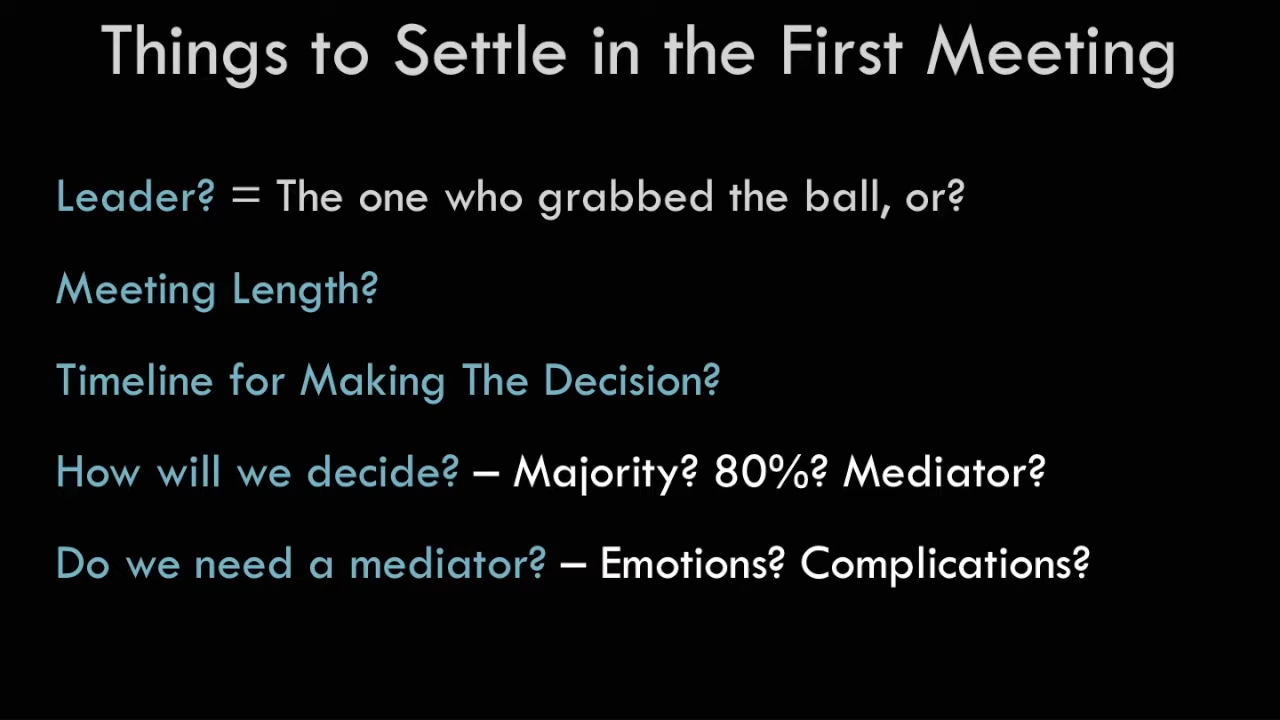 Things to Settle in the First Meeting
Leader? = The one who grabbed the ball, or?
Meeting Length?
Timeline for Making The Decision?
How will we decide? – Majority? 80%? Mediator?
Do we need a mediator? – Emotions? Complications?